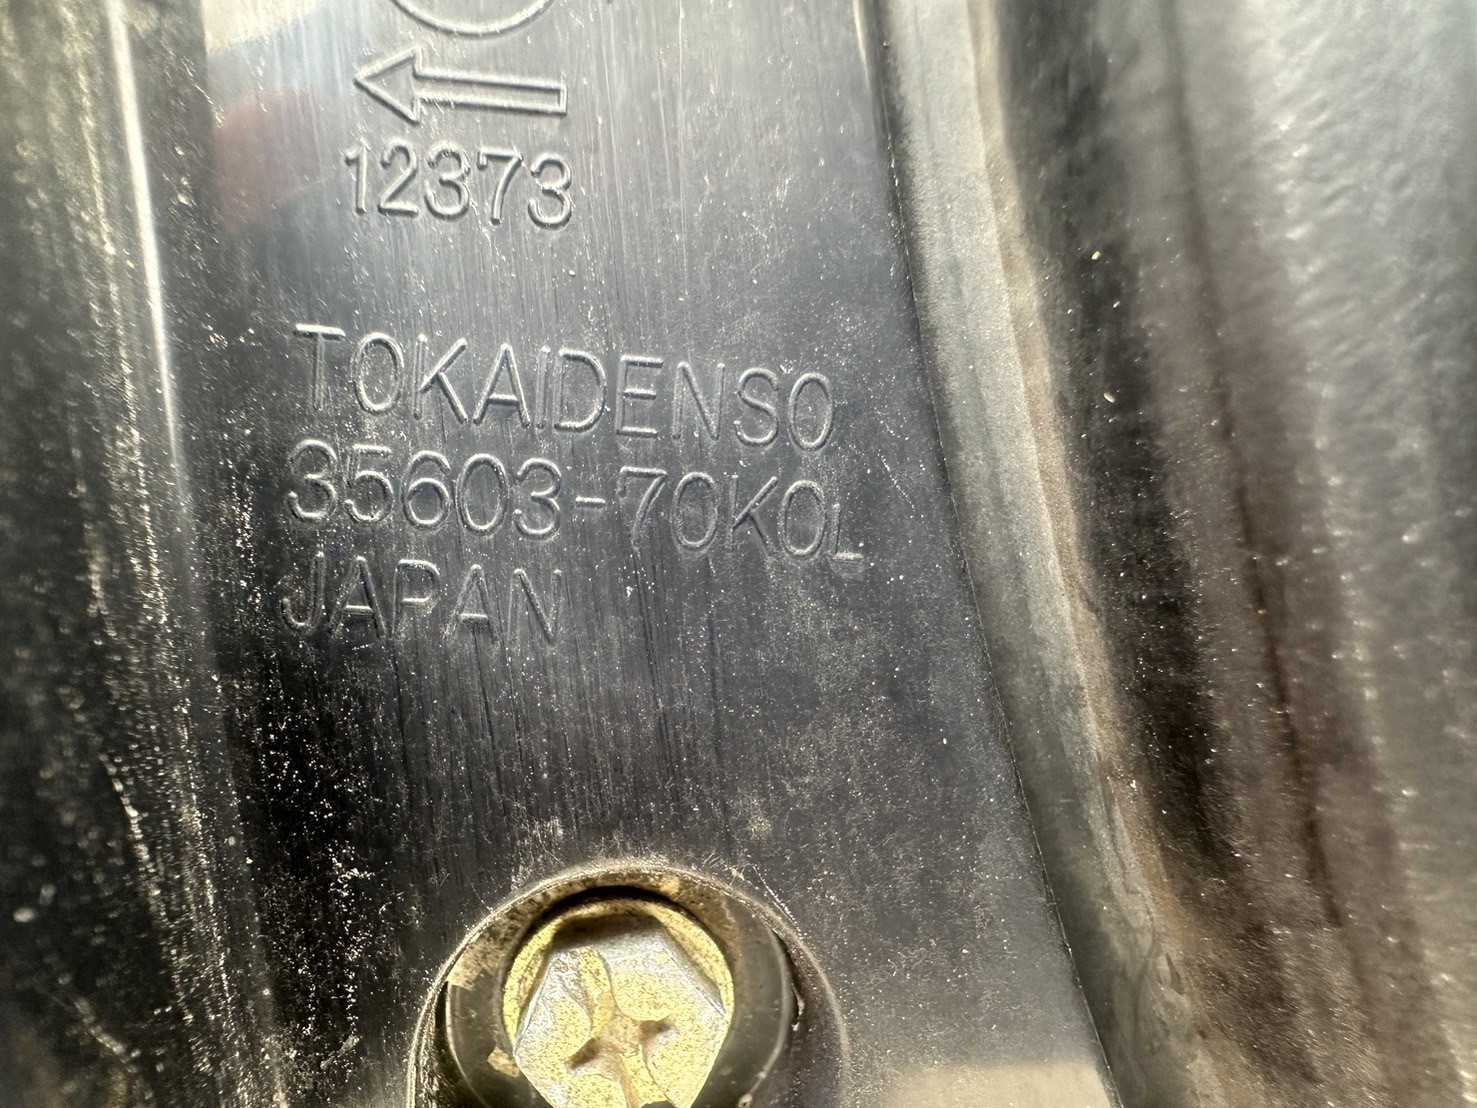 12373
TOKAIDENSO
35603-70K0L
JAPAN